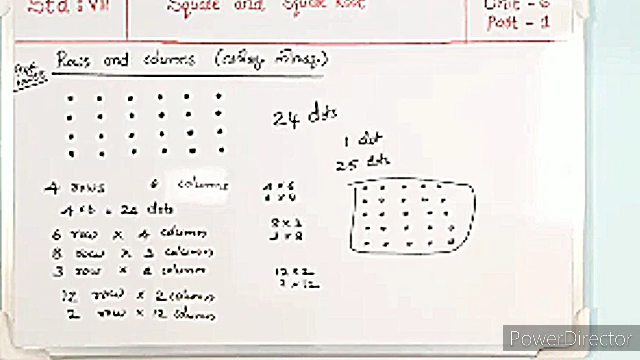 Std : VII
Square and Square Root
Unit - 6
Part - 1
Rows and columns
24 dots
1 dot
25 dots
4 rows 6 columns
4 x 6 = 24 dots
6 row x 4 columns
8 row x 3 columns
3 row x 8 columns
12 row x 2 columns
2 row x 12 columns
4 x 6
6 x 4
8 x 3
3 x 8
12 x 2
2 x 12
PowerDirector